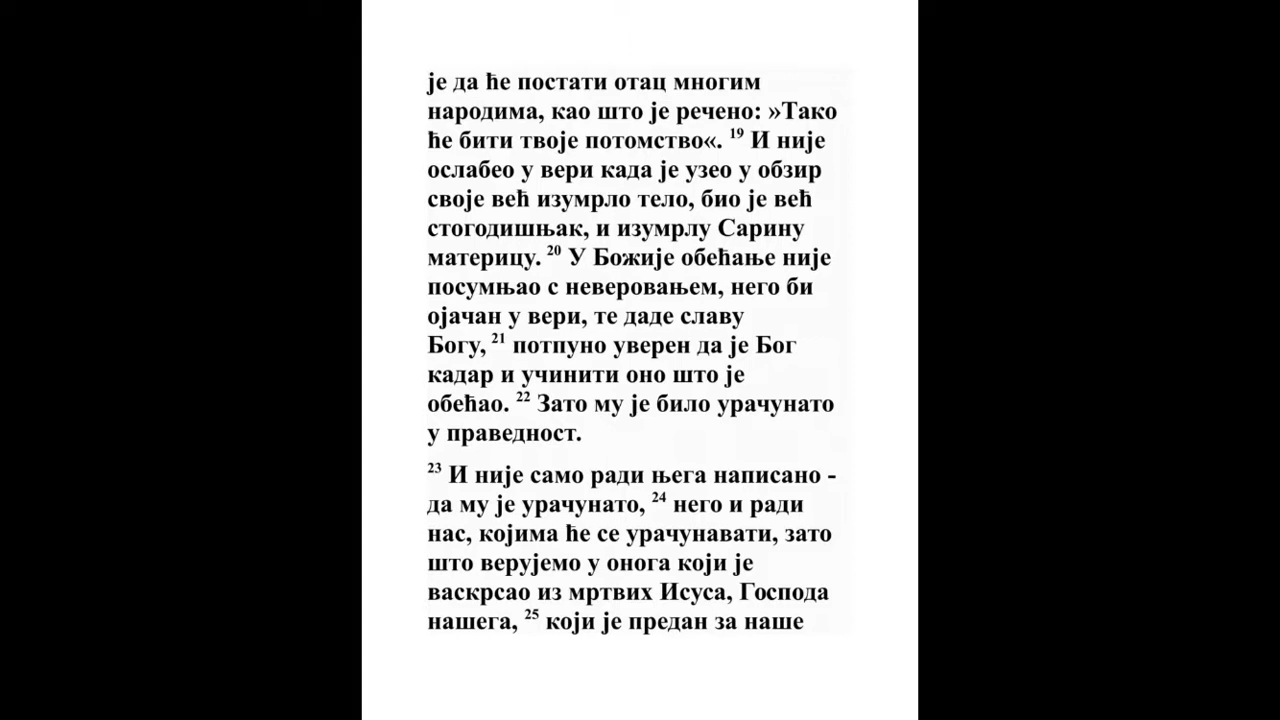 је да ће постати отац многим
народима, као што је речено: »Тако
ће бити твоје потомство«. 19 И није
ослабео у вери када је узео у обзир
своје већ изумрло тело, био је већ
стогодишњак, и изумрлу Сарину
материцу. 20 У Божије обећање није
посумњао с неверовањем, него би
ојачан у вери, те даде славу
Богу, 21 потпуно уверен да је Бог
кадар и учинити оно што је
обећао. 22 Зато му је било урачунато
у праведност.
23 И није само ради њега написано -
да му је урачунато, 24 него и ради
нас, којима ће се урачунавати, зато
што верујемо у онога који је
васкрсао из мртвих Исуса, Господа
нашега, 25 који је предан за наше